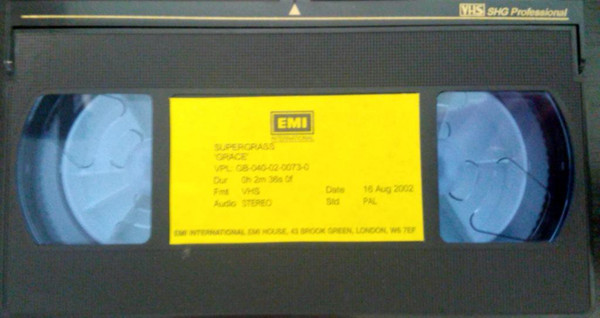 VHS SHG Professional
EMI
INTERNATIONAL
SUPERGRASS
'GRACE'
VPL: GB-040-02-0073-0
Dur 0h 2m 36s 0f
Fmt VHS Date 16 Aug 2002
Audio STEREO Std PAL
EMI INTERNATIONAL EMI HOUSE, 43 BROOK GREEN, LONDON, W6 7EF